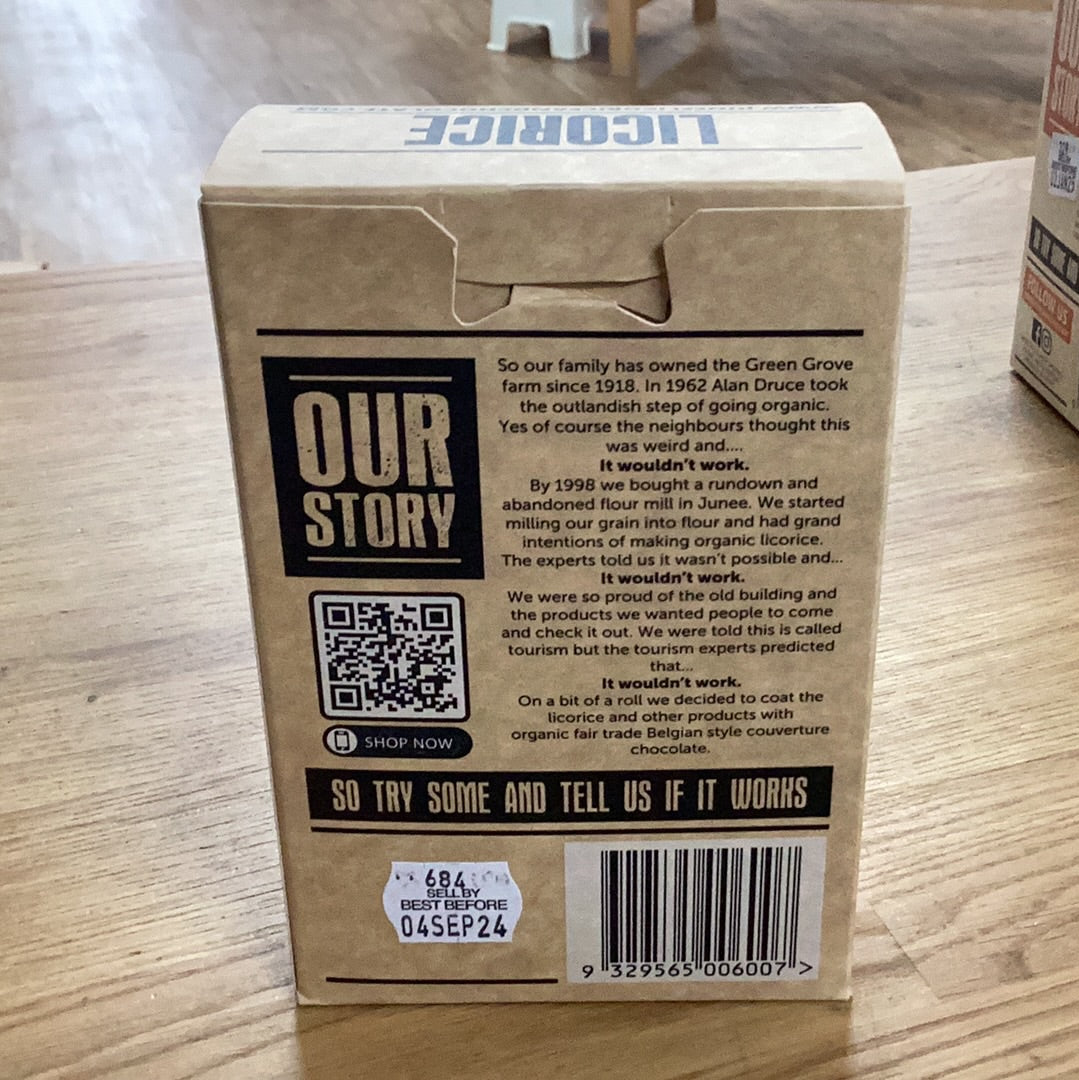 LICORICE
OUR
STORY
So our family has owned the Green Grove
farm since 1918. In 1962 Alan Druce took
the outlandish step of going organic.
Yes of course the neighbours thought this
was weird and....
It wouldn't work.
By 1998 we bought a rundown and
abandoned flour mill in Junee. We started
milling our grain into flour and had grand
intentions of making organic licorice.
The experts told us it wasn't possible and...
It wouldn't work.
We were so proud of the old building and
the products we wanted people to come
and check it out. We were told this is called
tourism but the tourism experts predicted
that...
It wouldn't work.
On a bit of a roll we decided to coat the
licorice and other products with
organic fair trade Belgian style couverture
chocolate.
SHOP NOW
SO TRY SOME AND TELL US IF IT WORKS
684
SELL BY
BEST BEFORE
04SEP24
9 329565 006007 >
FOLLOW US